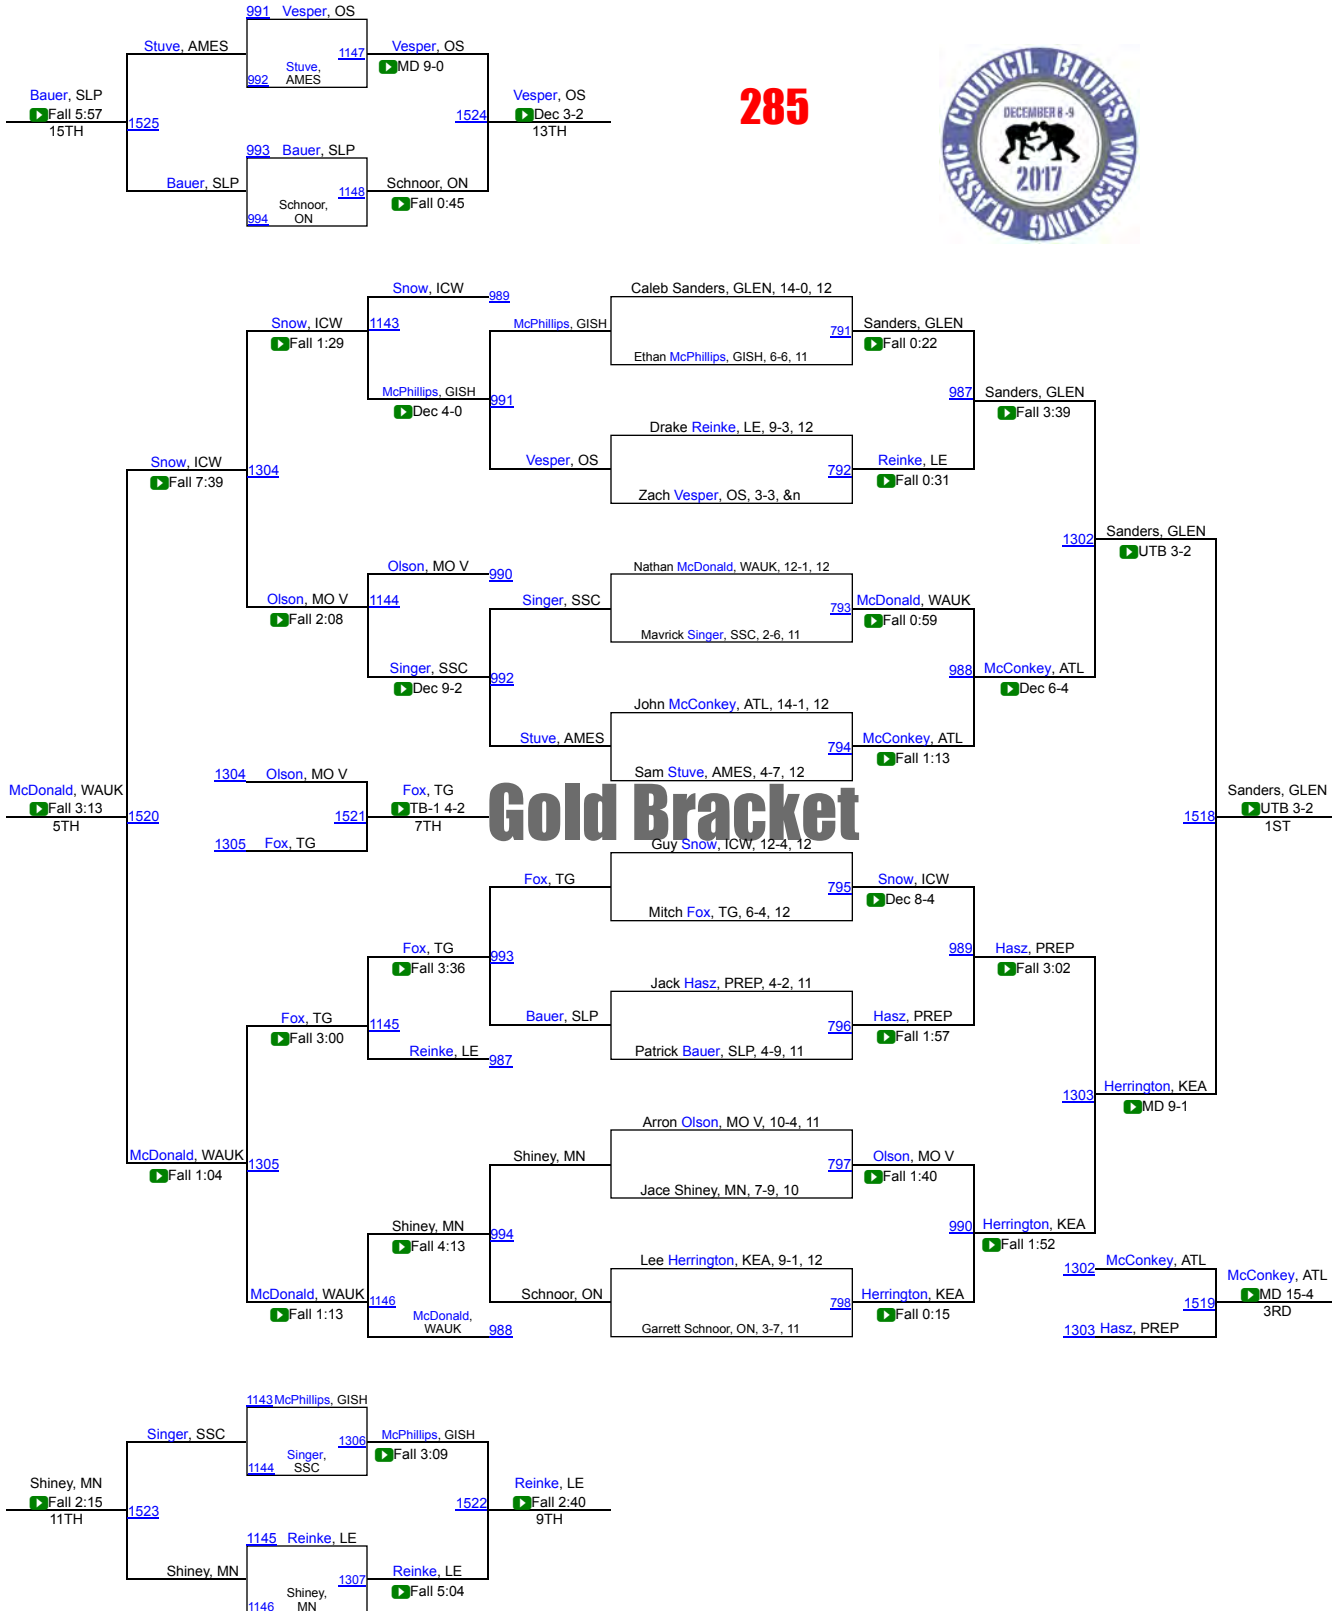 991 Vesper, OS
Stuve, AMES
1147
Vesper, OS
MD 9-0
Stuve,
AMES
992
Bauer, SLP
Fall 5:57
15TH
1525
1524
Vesper, OS
Dec 3-2
13TH
993 Bauer, SLP
Bauer, SLP
1148
Schnoor, ON
Fall 0:45
Schnoor,
ON
994
285
COUNCIL BLUFFS WRESTLING CLASSIC
DECEMBER 8-9
2017
Snow, ICW
989
Caleb Sanders, GLEN, 14-0, 12
Snow, ICW
Fall 1:29
1143
McPhillips, GISH
791
Sanders, GLEN
Fall 0:22
Ethan McPhillips, GISH, 6-6, 11
McPhillips, GISH
Dec 4-0
991
987
Sanders, GLEN
Fall 3:39
Drake Reinke, LE, 9-3, 12
Snow, ICW
Fall 7:39
1304
Vesper, OS
792
Reinke, LE
Fall 0:31
Zach Vesper, OS, 3-3, &n
1302
Sanders, GLEN
UTB 3-2
Olson, MO V
990
Nathan McDonald, WAUK, 12-1, 12
Olson, MO V
Fall 2:08
1144
Singer, SSC
793
McDonald, WAUK
Fall 0:59
Mavrick Singer, SSC, 2-6, 11
Singer, SSC
Dec 9-2
992
988
McConkey, ATL
Dec 6-4
John McConkey, ATL, 14-1, 12
Stuve, AMES
794
McConkey, ATL
Fall 1:13
Sam Stuve, AMES, 4-7, 12
1304 Olson, MO V
McDonald, WAUK
Fall 3:13
5TH
1520
1521
Fox, TG
TB-1 4-2
7TH
1305 Fox, TG
Gold Bracket
1518
Sanders, GLEN
UTB 3-2
1ST
Guy Snow, ICW, 12-4, 12
Fox, TG
795
Snow, ICW
Dec 8-4
Mitch Fox, TG, 6-4, 12
Fox, TG
Fall 3:36
993
989
Hasz, PREP
Fall 3:02
Jack Hasz, PREP, 4-2, 11
Fox, TG
Fall 3:00
1145
Bauer, SLP
796
Hasz, PREP
Fall 1:57
Reinke, LE
987
Patrick Bauer, SLP, 4-9, 11
1303
Herrington, KEA
MD 9-1
Arron Olson, MO V, 10-4, 11
McDonald, WAUK
Fall 1:04
1305
Shiney, MN
797
Olson, MO V
Fall 1:40
Jace Shiney, MN, 7-9, 10
Shiney, MN
Fall 4:13
994
990
Herrington, KEA
Fall 1:52
Lee Herrington, KEA, 9-1, 12
1302 McConkey, ATL
McDonald, WAUK
Fall 1:13
1146
Schnoor, ON
798
Herrington, KEA
Fall 0:15
1519
McConkey, ATL
MD 15-4
3RD
McDonald,
WAUK
988
Garrett Schnoor, ON, 3-7, 11
1303 Hasz, PREP
1143 McPhillips, GISH
Singer, SSC
1306
McPhillips, GISH
Fall 3:09
Singer,
SSC
1144
Shiney, MN
Fall 2:15
11TH
1523
1522
Reinke, LE
Fall 2:40
9TH
1145 Reinke, LE
Shiney, MN
1307
Reinke, LE
Fall 5:04
Shiney,
MN
1146